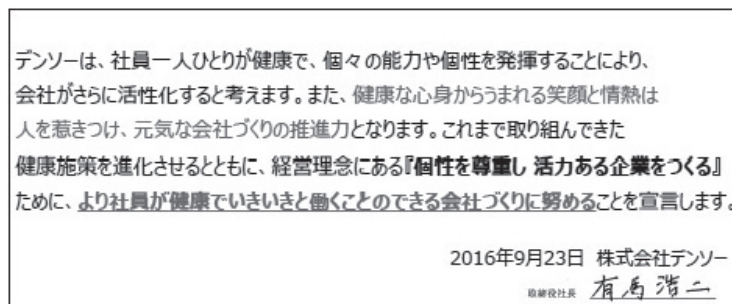 デンソーは、社員一人ひとりが健康で、個々の能力や個性を発揮することにより、
会社がさらに活性化すると考えます。また、健康な心身からうまれる笑顔と情熱は
人を惹きつけ、元気な会社づくりの推進力となります。これまで取り組んできた
健康施策を進化させるとともに、経営理念にある『個性を尊重し 活力ある企業をつくる』
ために、より社員が健康でいきいきと働くことのできる会社づくりに努めることを宣言します。
2016年9月23日 株式会社デンソー
取締役社長 有馬浩二